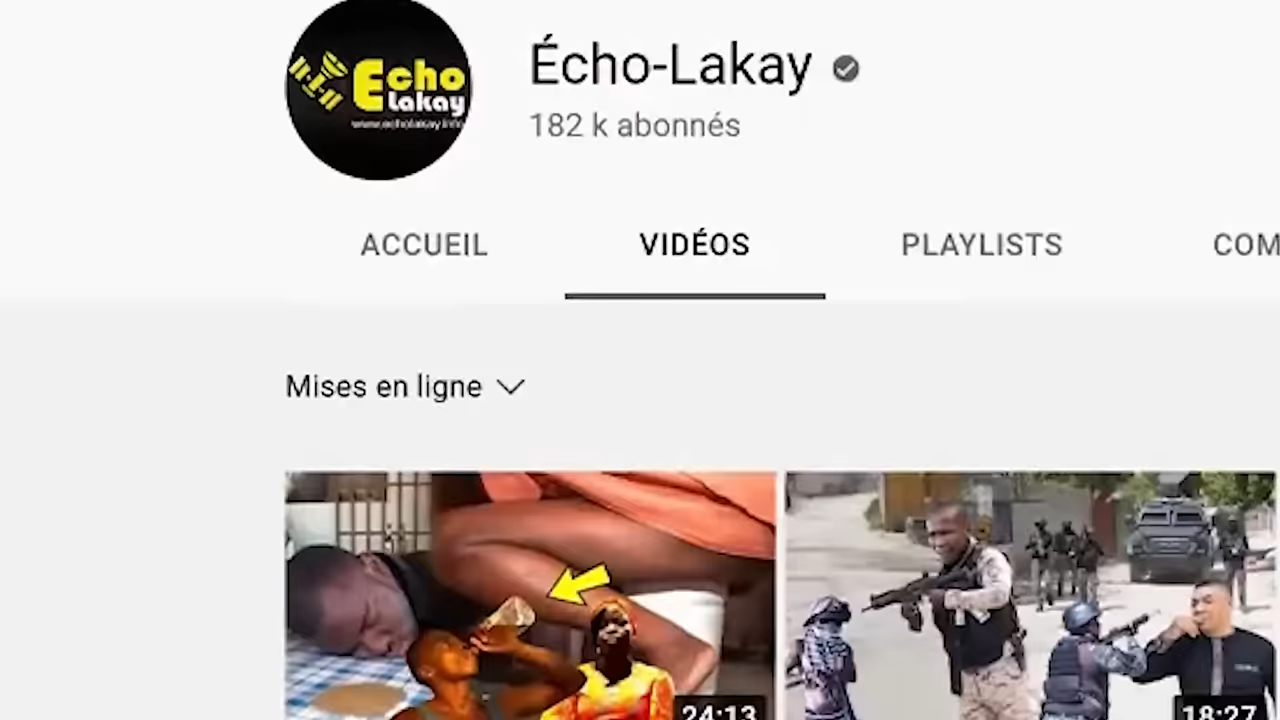 Echo
Lakay
www.echolakay.info
Écho-Lakay
182 k abonnés
ACCUEIL
VIDÉOS
PLAYLISTS
COM
Mises en ligne
24:13
18:27